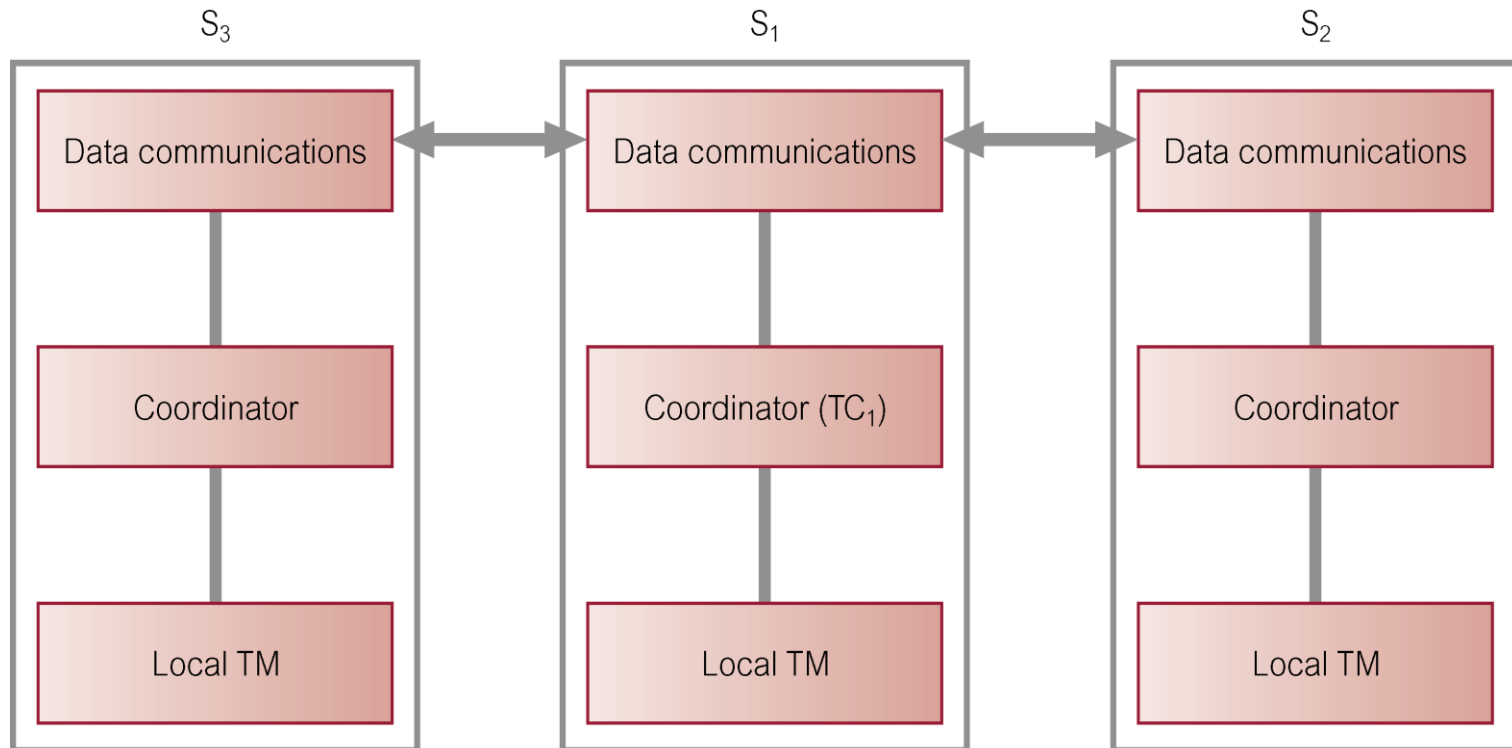 S₃ S₁ S₂
Data communications Data communications Data communications
Coordinator Coordinator (TC₁) Coordinator
Local TM Local TM Local TM